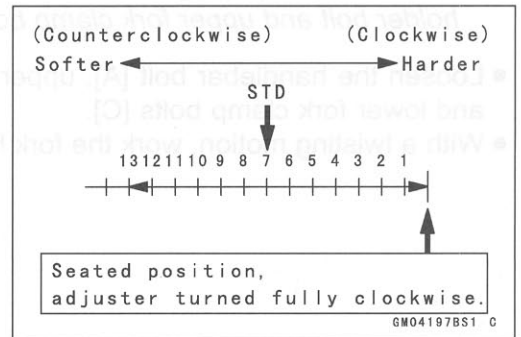 (Counterclockwise) (Clockwise)
Softer Harder
STD
13 12 11 10 9 8 7 6 5 4 3 2 1
Seated position,
adjuster turned fully clockwise.
GM04197BS1 C